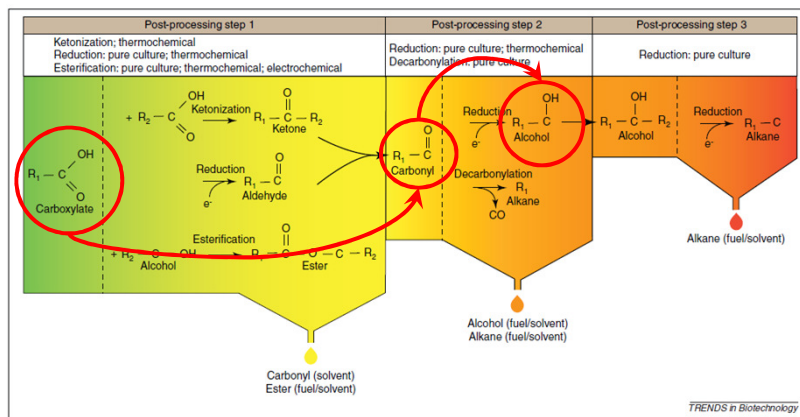 Post-processing step 1
Post-processing step 2
Post-processing step 3
Ketonization; thermochemical
Reduction: pure culture; thermochemical
Esterification: pure culture; thermochemical; electrochemical
Reduction: pure culture; thermochemical
Decarbonylation: pure culture
Reduction: pure culture
R1 – C
OH
O
Carboxylate
+ R2 – C
OH
O
Ketonization
O
R1 – C – R2
Ketone
Reduction
e-
O
R1 – C
Aldehyde
Esterification
+ R2 – C – OH
Alcohol
O
R1 – C – O – C – R2
Ester
O
R1 – C
Carbonyl
Reduction
e-
OH
R1 – C
Alcohol
Decarbonylation
CO
R1
Alkane
OH
R1 – C – R2
Alcohol
Reduction
e-
R1 – C
Alkane
Carbonyl (solvent)
Ester (fuel/solvent)
Alcohol (fuel/solvent)
Alkane (fuel/solvent)
Alkane (fuel/solvent)
TRENDS in Biotechnology